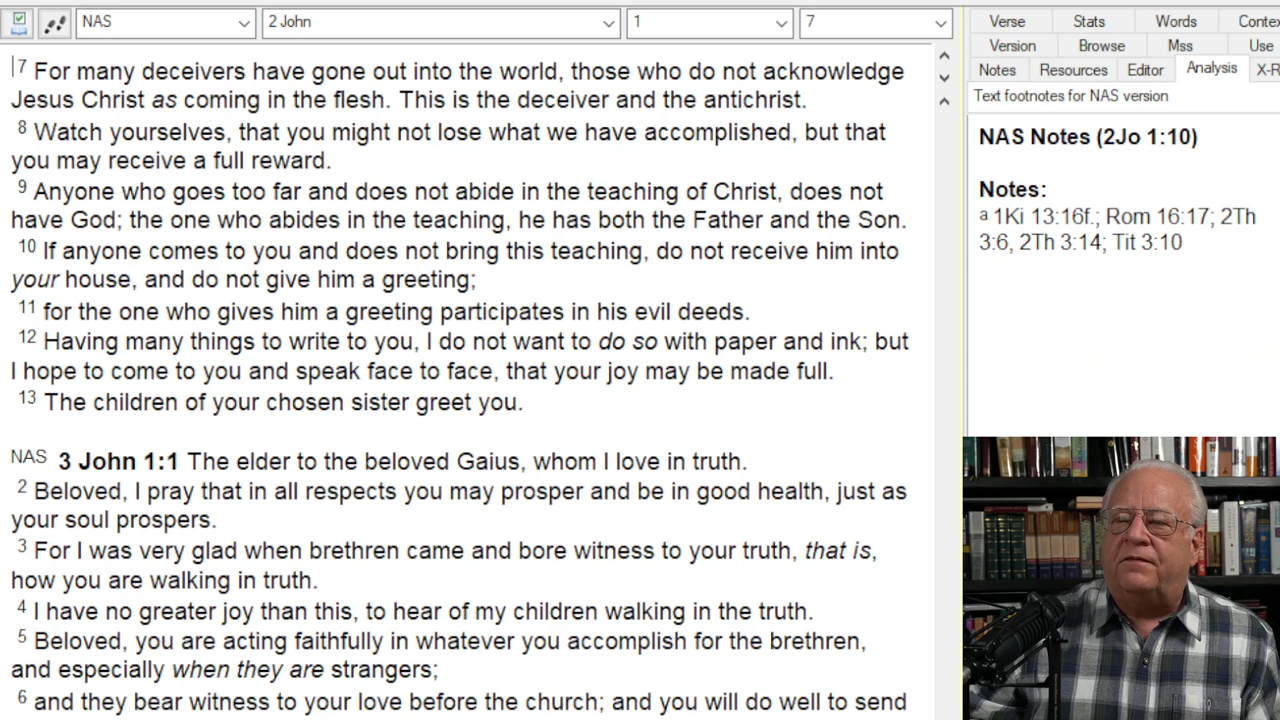 NAS 2 John 1 7
7 For many deceivers have gone out into the world, those who do not acknowledge
Jesus Christ as coming in the flesh. This is the deceiver and the antichrist.
8 Watch yourselves, that you might not lose what we have accomplished, but that
you may receive a full reward.
9 Anyone who goes too far and does not abide in the teaching of Christ, does not
have God; the one who abides in the teaching, he has both the Father and the Son.
10 If anyone comes to you and does not bring this teaching, do not receive him into
your house, and do not give him a greeting;
11 for the one who gives him a greeting participates in his evil deeds.
12 Having many things to write to you, I do not want to do so with paper and ink; but
I hope to come to you and speak face to face, that your joy may be made full.
13 The children of your chosen sister greet you.
NAS 3 John 1:1 The elder to the beloved Gaius, whom I love in truth.
2 Beloved, I pray that in all respects you may prosper and be in good health, just as
your soul prospers.
3 For I was very glad when brethren came and bore witness to your truth, that is,
how you are walking in truth.
4 I have no greater joy than this, to hear of my children walking in the truth.
5 Beloved, you are acting faithfully in whatever you accomplish for the brethren,
and especially when they are strangers;
6 and they bear witness to your love before the church; and you will do well to send
Verse Stats Words Contex
Version Browse Mss Use
Notes Resources Editor Analysis X-R
Text footnotes for NAS version
NAS Notes (2Jo 1:10)
Notes:
a 1Ki 13:16f.; Rom 16:17; 2Th
3:6, 2Th 3:14; Tit 3:10